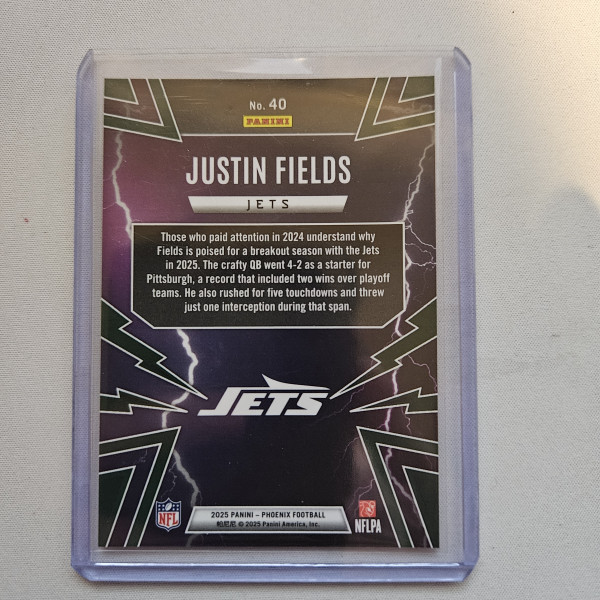 No. 40
PANINI
JUSTIN FIELDS
JETS
Those who paid attention in 2024 understand why
Fields is poised for a breakout season with the Jets
in 2025. The crafty QB went 4-2 as a starter for
Pittsburgh, a record that included two wins over playoff
teams. He also rushed for five touchdowns and threw
just one interception during that span.
JETS
NFL
2025 PANINI – PHOENIX FOOTBALL
帕尼尼 © 2025 Panini America, Inc.
NFLPA